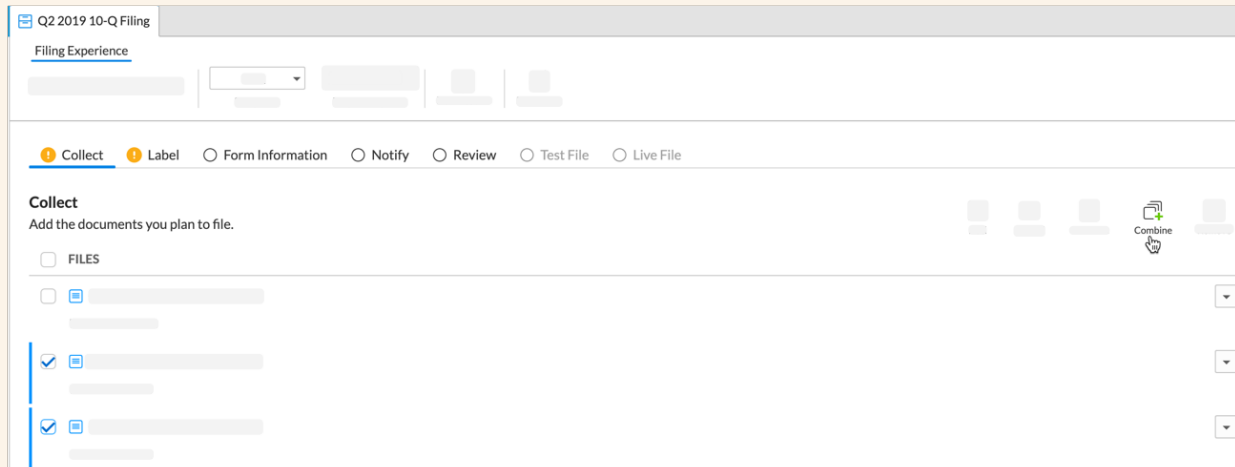 Q2 2019 10-Q Filing
Filing Experience
Collect Label Form Information Notify Review Test File Live File
Collect
Add the documents you plan to file.
Combine
FILES